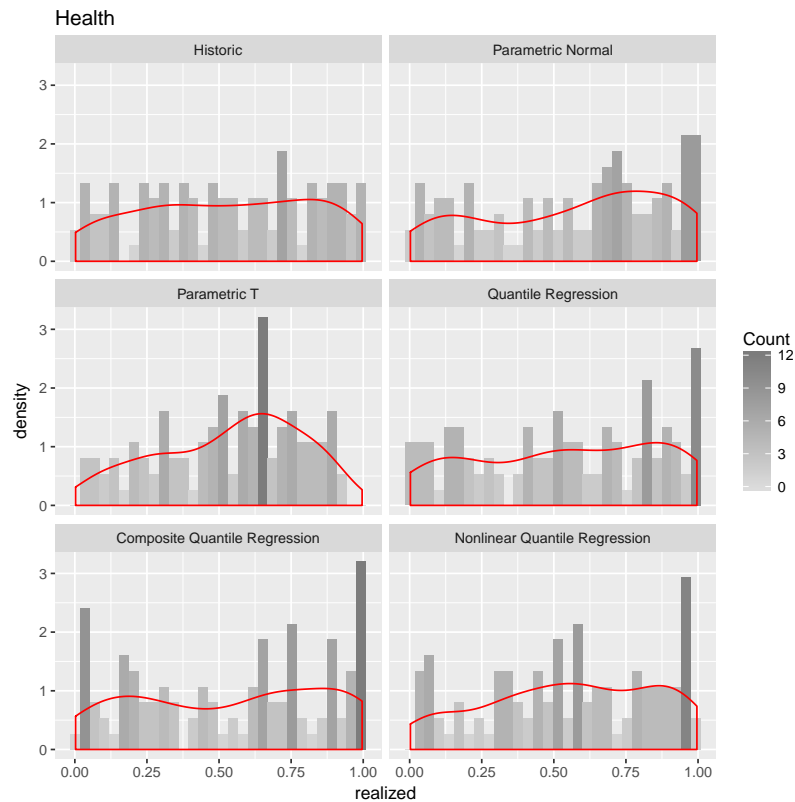 Health
Historic
Parametric Normal
3
2
1
0
Parametric T
Quantile Regression
3
2
1
0
density
Count
12
9
6
3
0
Composite Quantile Regression
Nonlinear Quantile Regression
3
2
1
0
0.00 0.25 0.50 0.75 1.00 0.00 0.25 0.50 0.75 1.00
realized